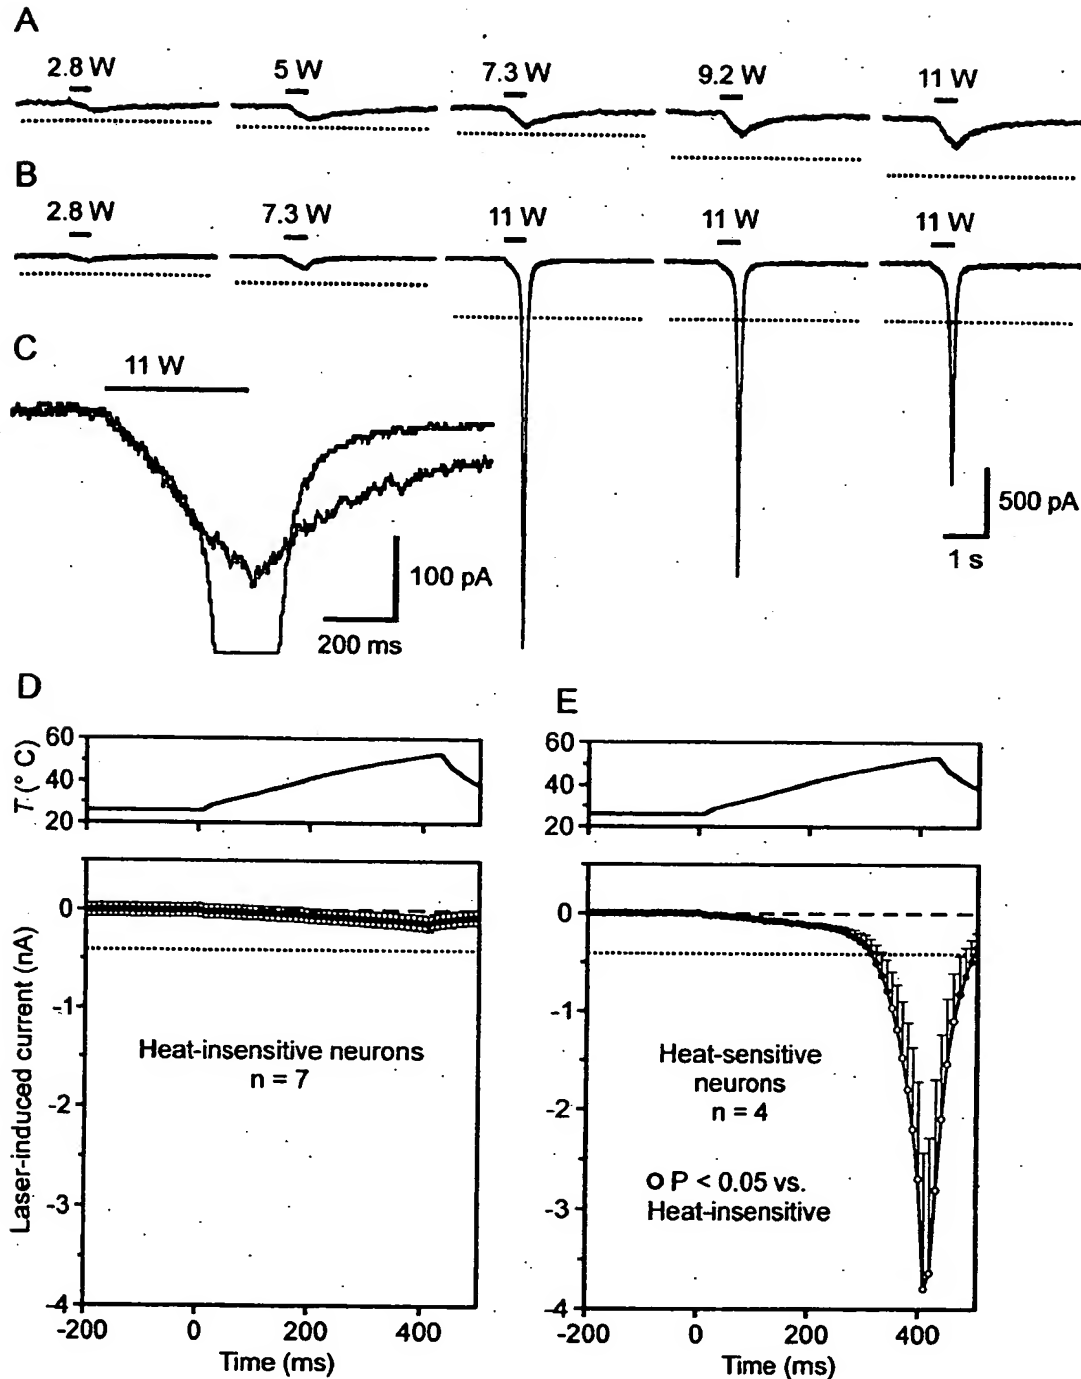 A
2.8 W 5 W 7.3 W 9.2 W 11 W
B
2.8 W 7.3 W 11 W 11 W 11 W
C
11 W
500 pA
1 s
100 pA
200 ms
D
E
60
40
20
T (° C)
60
40
20
0
-1
-2
-3
-4
Laser-induced current (nA)
Heat-insensitive neurons
n = 7
-200 0 200 400
Time (ms)
0
-1
-2
-3
-4
Heat-sensitive
neurons
n = 4
P < 0.05 vs.
Heat-insensitive
-200 0 200 400
Time (ms)